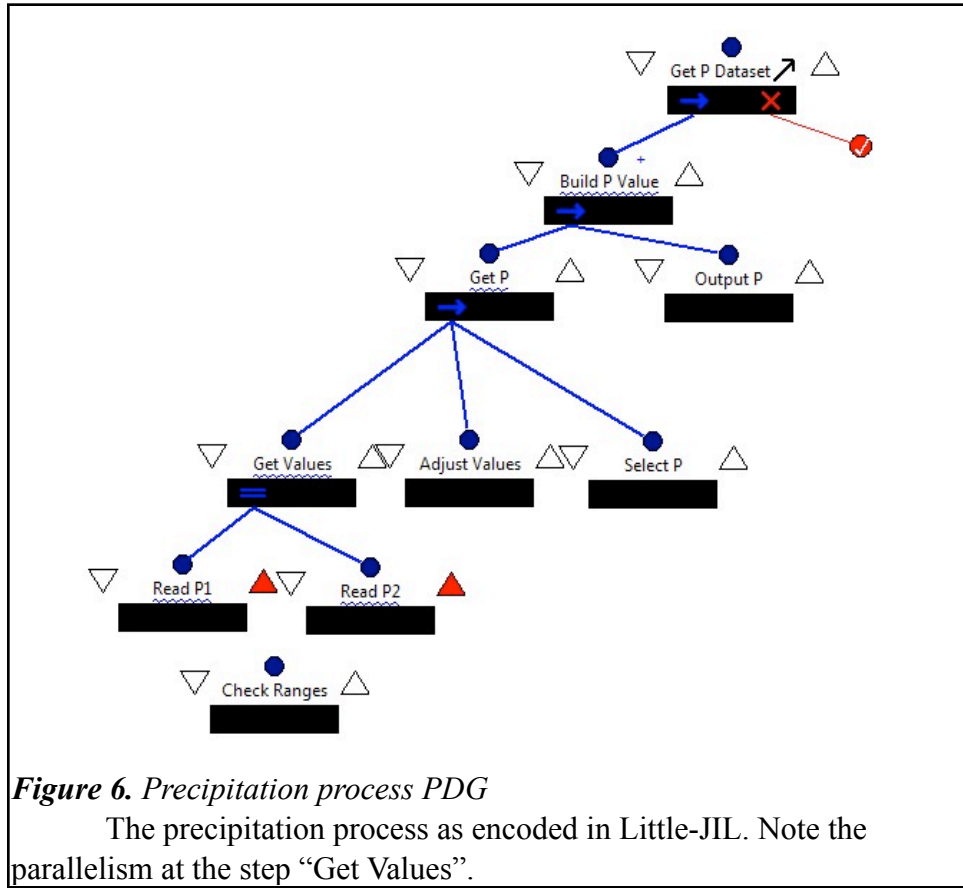 Get P Dataset
+
Build P Value
Get P
Output P
Get Values
Adjust Values
Select P
Read P1
Read P2
Check Ranges
Figure 6. Precipitation process PDG
The precipitation process as encoded in Little-JIL. Note the
parallelism at the step “Get Values”.